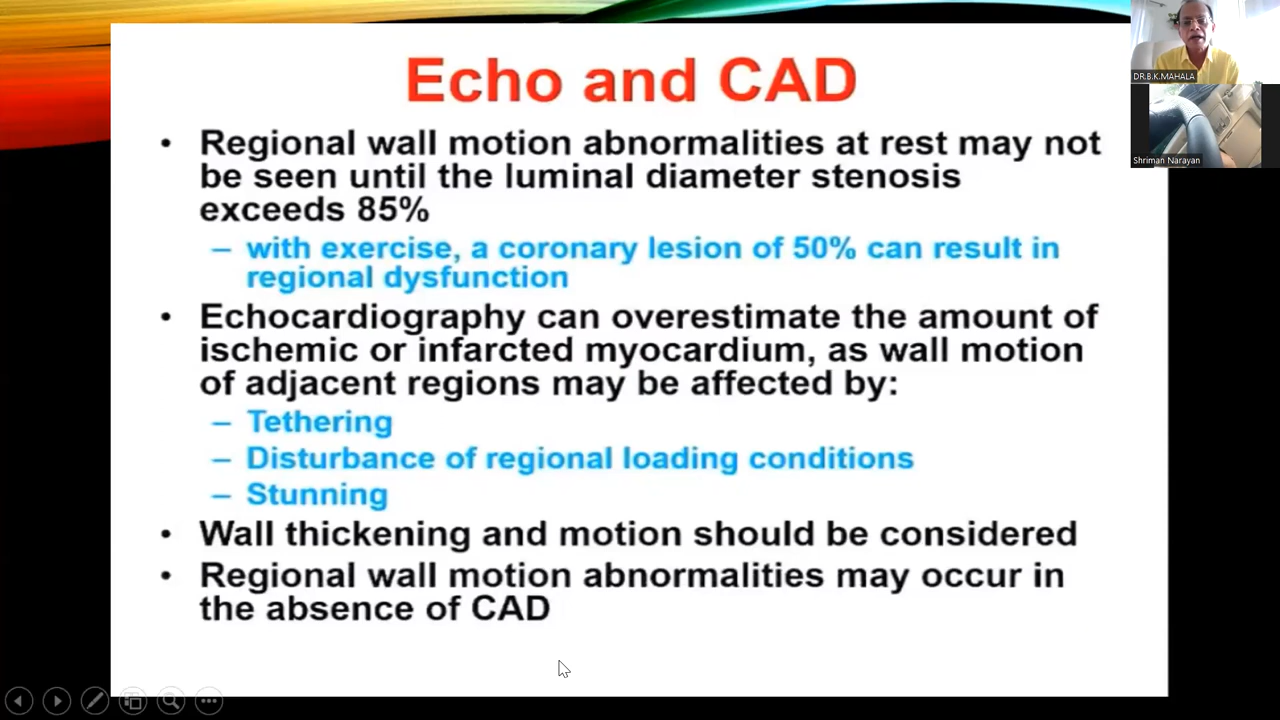 Echo and CAD
• Regional wall motion abnormalities at rest may not
be seen until the luminal diameter stenosis
exceeds 85%
– with exercise, a coronary lesion of 50% can result in
regional dysfunction
• Echocardiography can overestimate the amount of
ischemic or infarcted myocardium, as wall motion
of adjacent regions may be affected by:
– Tethering
– Disturbance of regional loading conditions
– Stunning
• Wall thickening and motion should be considered
• Regional wall motion abnormalities may occur in
the absence of CAD
DR.B.K.MAHALA
Shriman Narayan